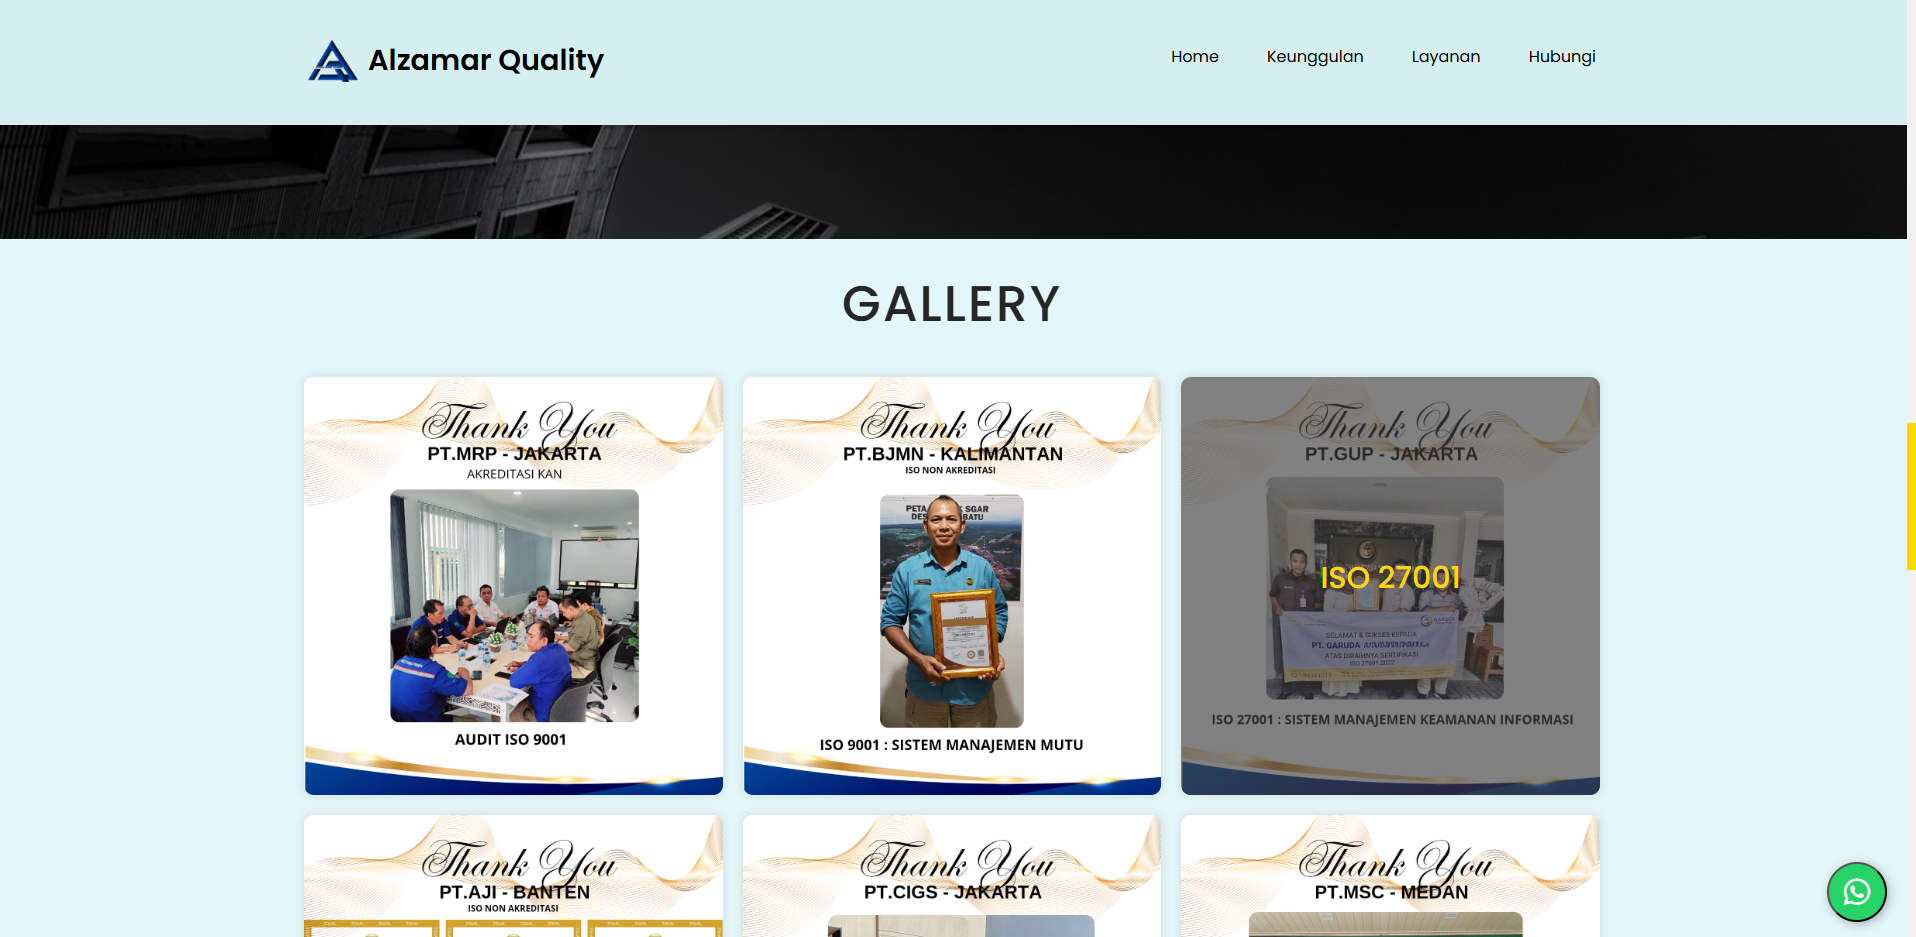 Alzamar Quality
Home
Keunggulan
Layanan
Hubungi
GALLERY
Thank You
PT.MRP - JAKARTA
AKREDITASI KAN
AUDIT ISO 9001
Thank You
PT.BJMN - KALIMANTAN
ISO NON AKREDITASI
ISO 9001 : SISTEM MANAJEMEN MUTU
Thank You
PT.GUP - JAKARTA
ISO 27001
SELAMAT & SUKSES KEPADA
PT. GARUDA
ATAS DIRAIHNYA SERTIFIKASI
ISO 27001:2022
ISO 27001 : SISTEM MANAJEMEN KEAMANAN INFORMASI
Thank You
PT.AJI - BANTEN
ISO NON AKREDITASI
Thank You
PT.CIGS - JAKARTA
Thank You
PT.MSC - MEDAN